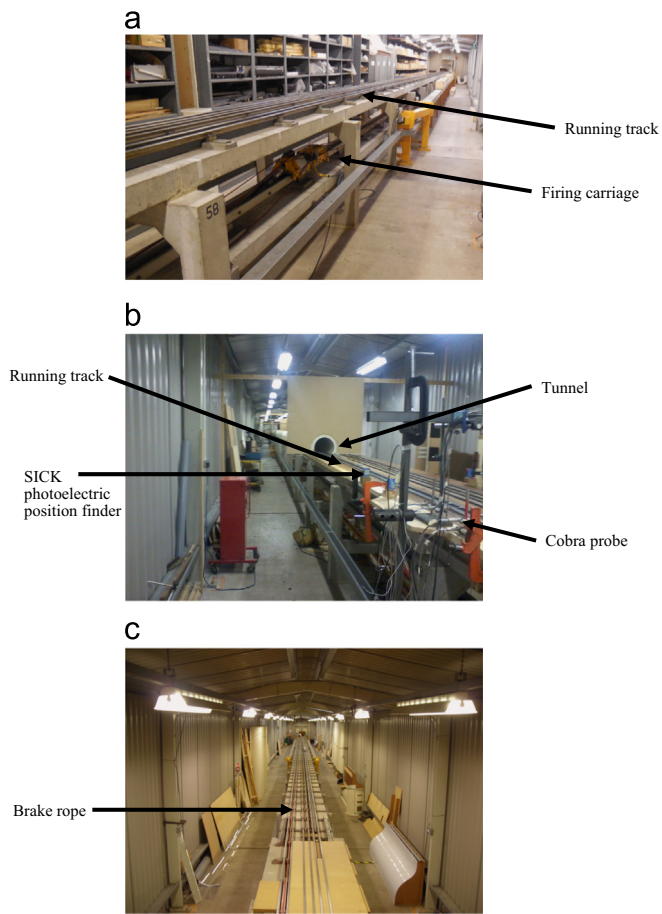 a
Running track
Firing carriage
58
b
Running track
Tunnel
SICK
photoelectric
position finder
Cobra probe
c
Brake rope